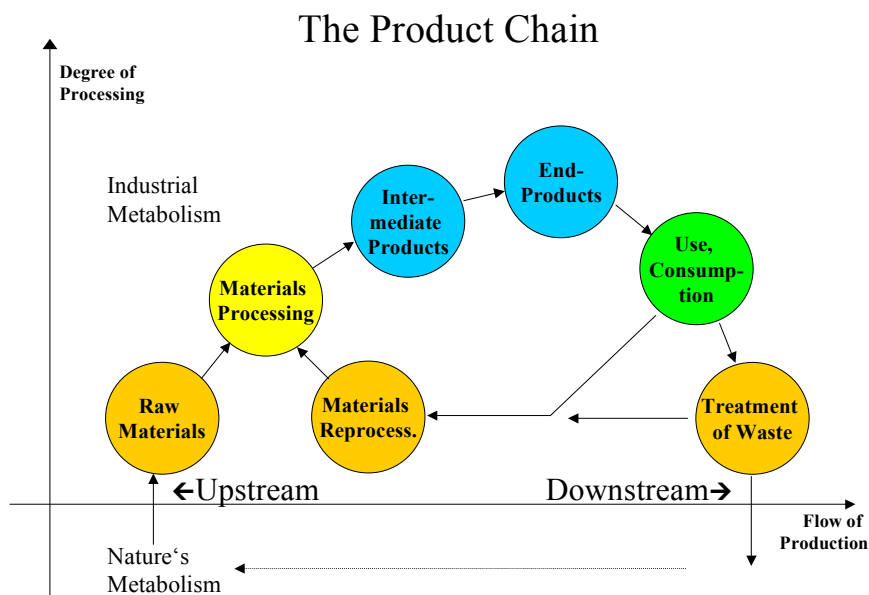 The Product Chain
Degree of
Processing
Industrial
Metabolism
Inter-
mediate
Products
End-
Products
Use,
Consump-
tion
Materials
Processing
Raw
Materials
Materials
Reprocess.
Treatment
of Waste
←Upstream
Downstream→
Flow of
Production
Nature‘s
Metabolism